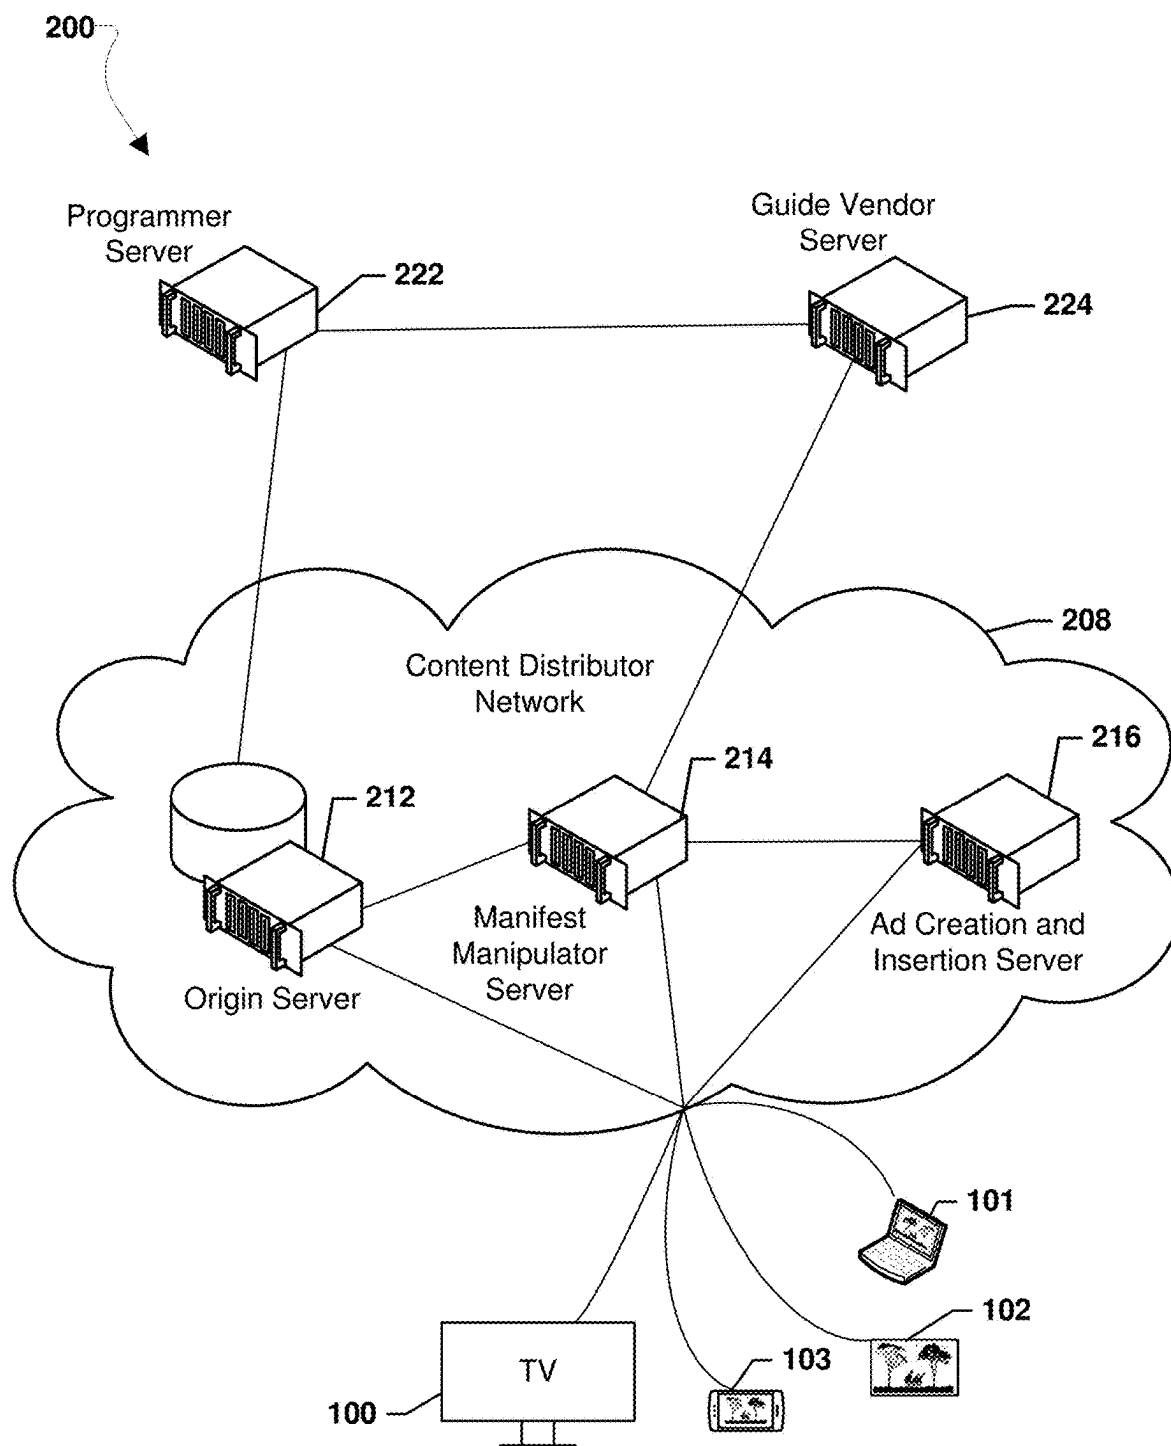 200
Programmer
Server
222
Guide Vendor
Server
224
208
Content Distributor
Network
212
214
216
Origin Server
Manifest
Manipulator
Server
Ad Creation and
Insertion Server
101
102
103
TV
100